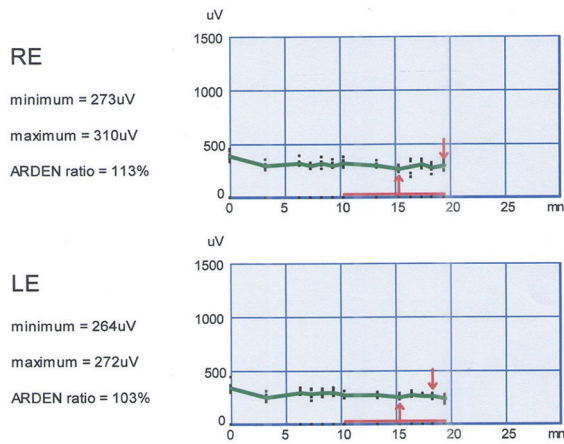 uV
1500
RE
1000
minimum = 273uV
maximum = 310uV
500
ARDEN ratio = 113%
0
0 5 10 15 20 25 mn
uV
1500
LE
1000
minimum = 264uV
maximum = 272uV
500
ARDEN ratio = 103%
0
0 5 10 15 20 25 mn